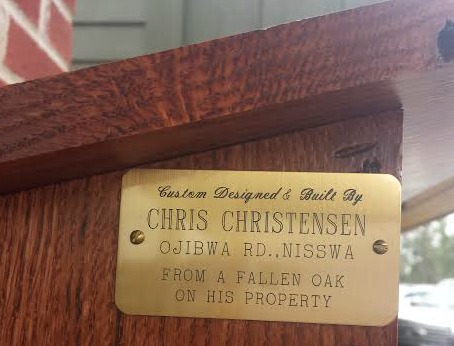 Custom Designed & Built By
CHRIS CHRISTENSEN
OJIBWA RD.,NISSWA
FROM A FALLEN OAK
ON HIS PROPERTY